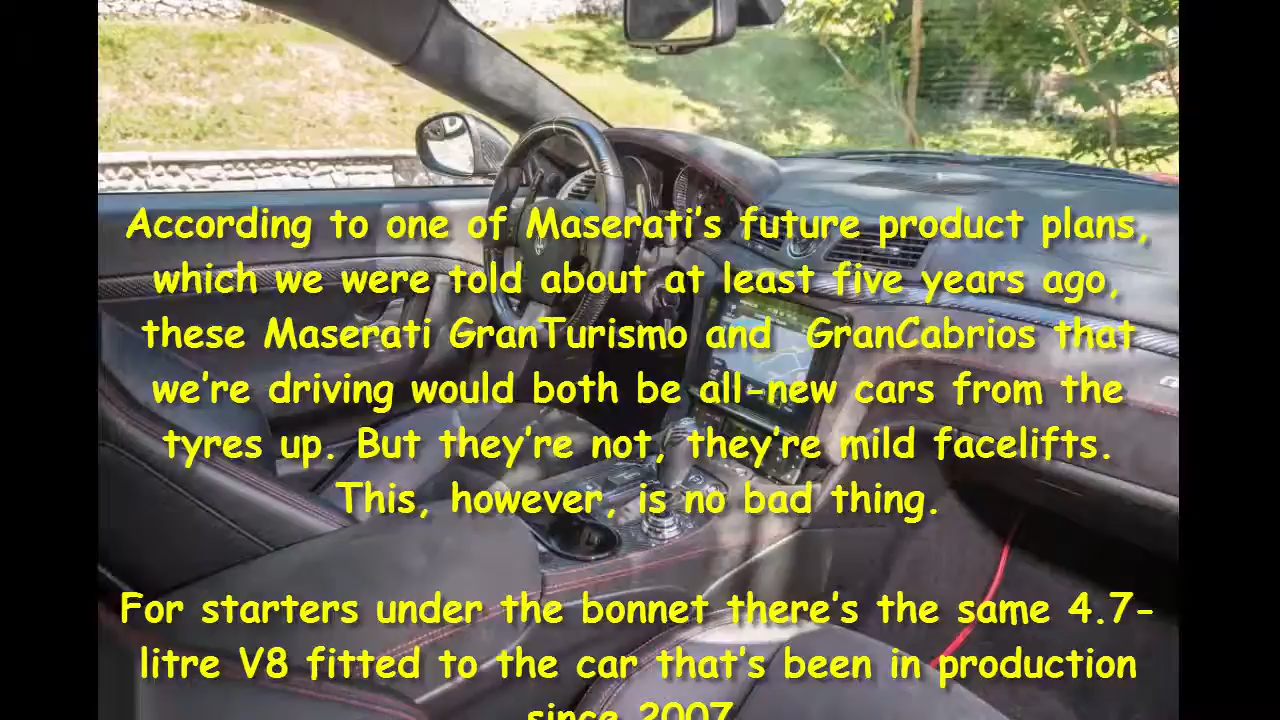 According to one of Maserati’s future product plans,
which we were told about at least five years ago,
these Maserati GranTurismo and  GranCabrios that
we’re driving would both be all-new cars from the
tyres up. But they’re not, they’re mild facelifts.
This, however, is no bad thing.
For starters under the bonnet there’s the same 4.7-
litre V8 fitted to the car that’s been in production
since 2007